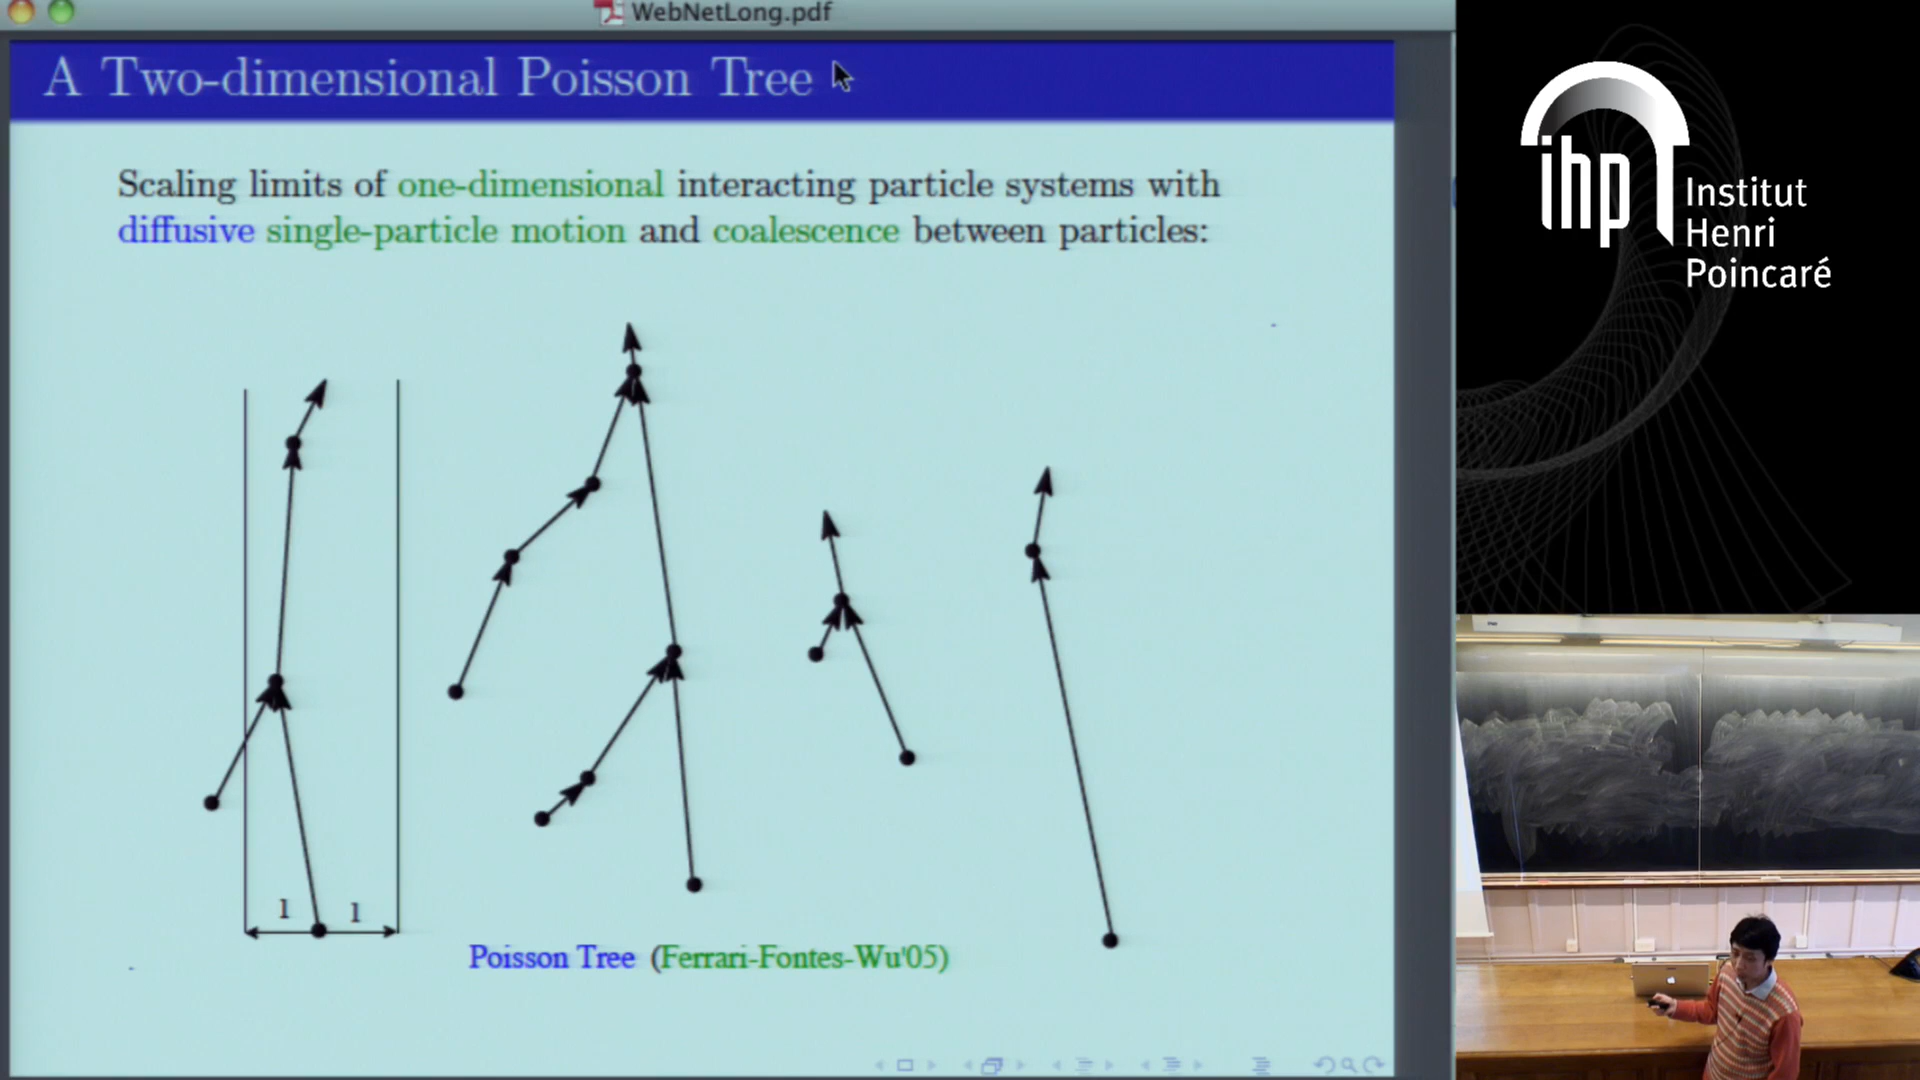 WebNetLong.pdf
A Two-dimensional Poisson Tree
Scaling limits of one-dimensional interacting particle systems with
diffusive single-particle motion and coalescence between particles:
1 1
Poisson Tree (Ferrari-Fontes-Wu'05)
ihp Institut
Henri
Poincaré